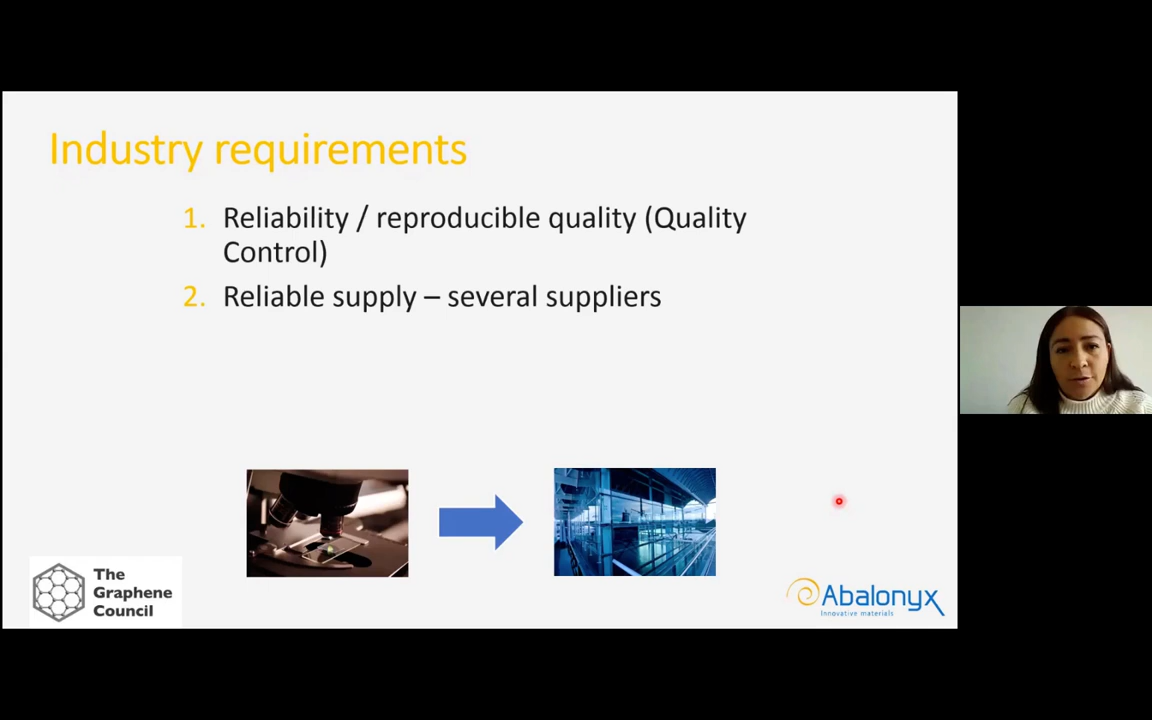 Industry requirements
1. Reliability / reproducible quality (Quality
Control)
2. Reliable supply – several suppliers
The
Graphene
Council
Abalonyx
Innovative materials